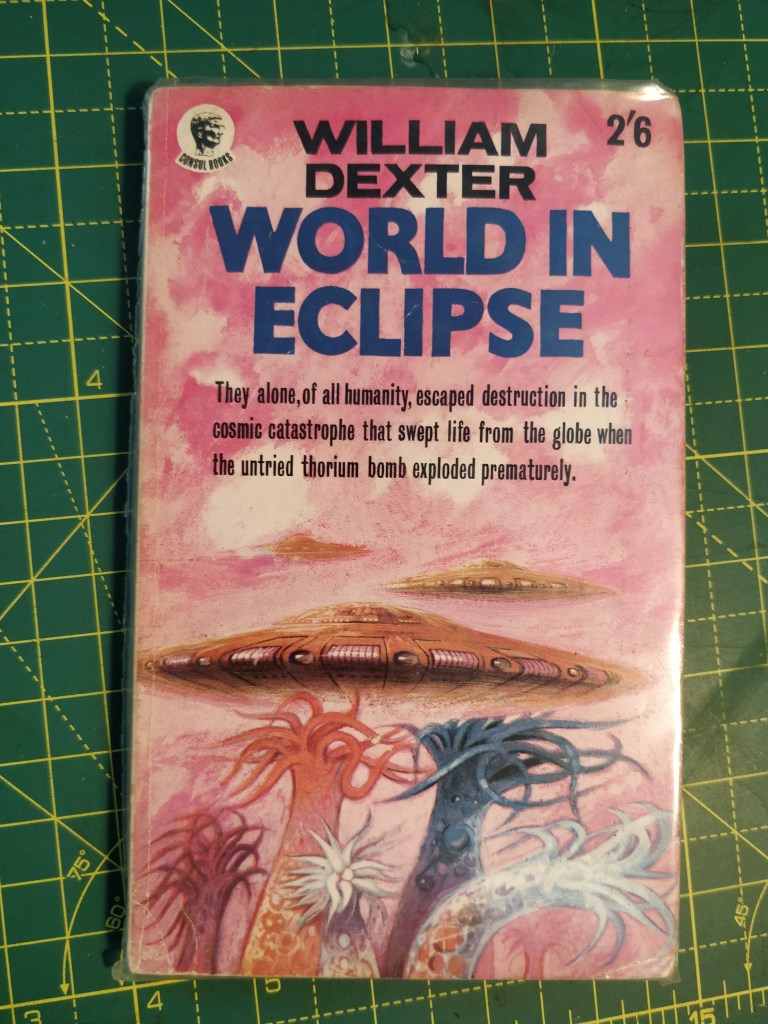 CONSUL BOOKS
WILLIAM
DEXTER
2'6
WORLD IN
ECLIPSE
They alone, of all humanity, escaped destruction in the
cosmic catastrophe that swept life from the globe when
the untried thorium bomb exploded prematurely.
4
75°
60°
45°
3
4
5
15